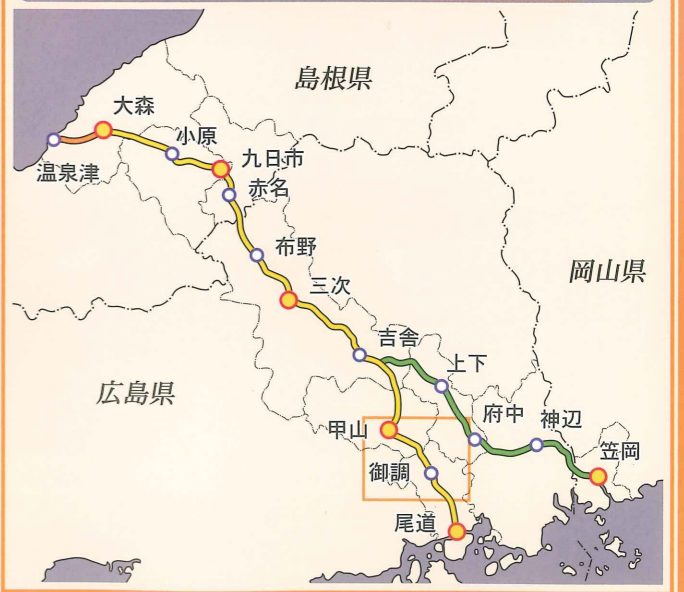 島根県
大森
小原
九日市
温泉津
赤名
布野
岡山県
三次
吉舎
上下
広島県
府中
神辺
甲山
笠岡
御調
尾道